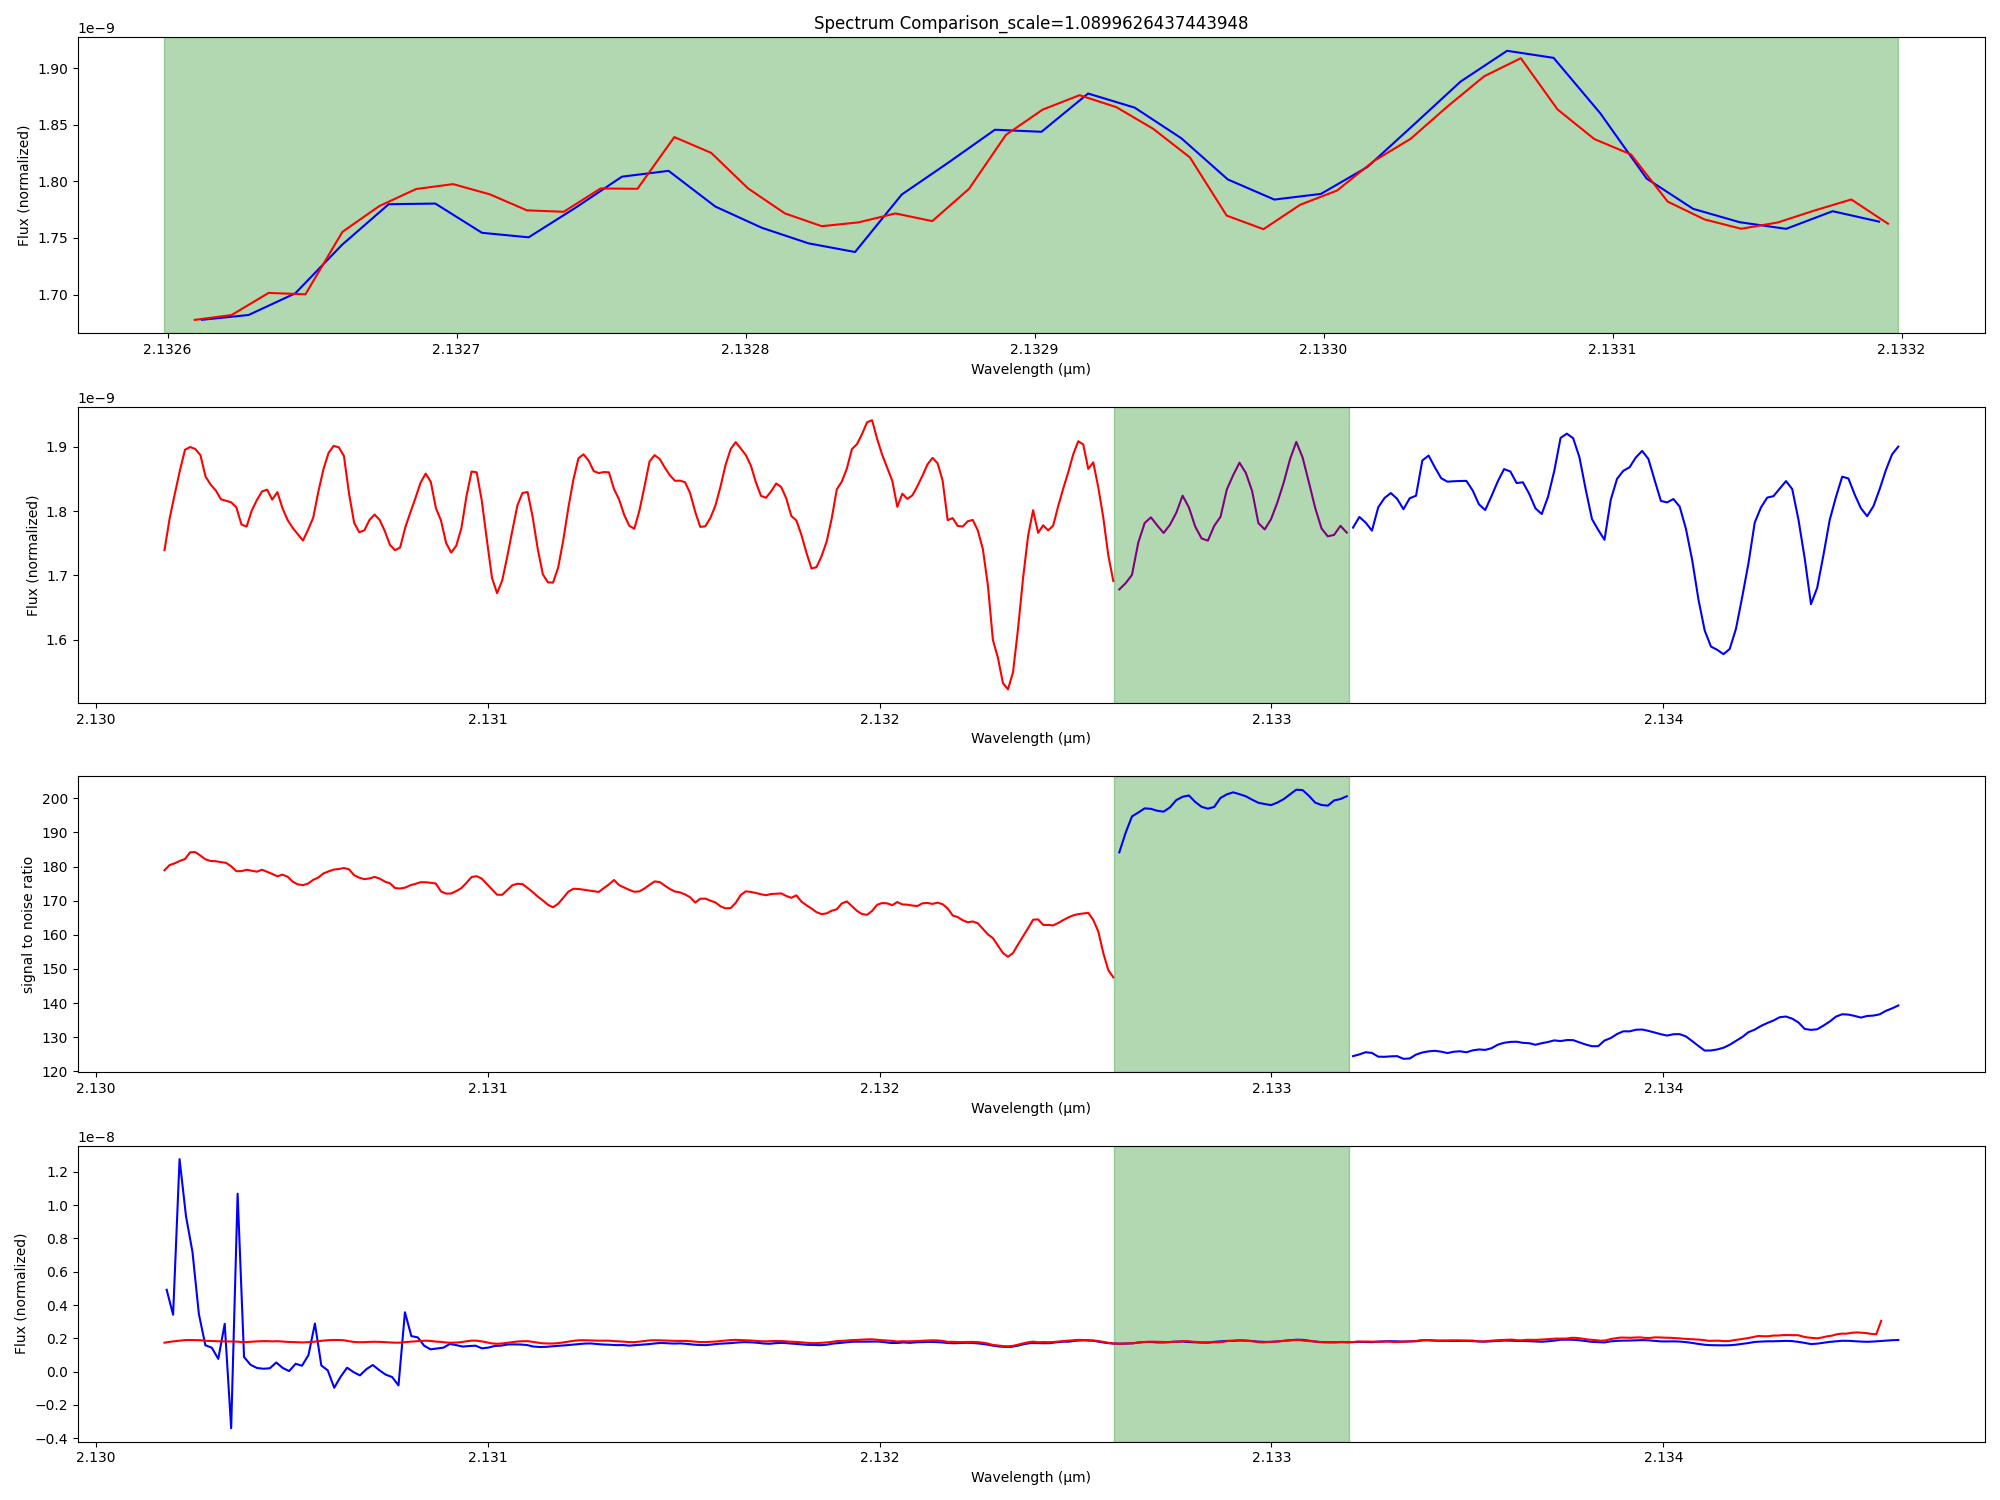 Spectrum Comparison_scale=1.0899626437443948
1e−9
1.90
1.85
1.80
1.75
1.70
Flux (normalized)
2.1326 2.1327 2.1328 2.1329 2.1330 2.1331 2.1332
Wavelength (μm)
1e−9
1.9
1.8
1.7
1.6
Flux (normalized)
2.130 2.131 2.132 2.133 2.134
Wavelength (μm)
200
190
180
170
160
150
140
130
120
signal to noise ratio
2.130 2.131 2.132 2.133 2.134
Wavelength (μm)
1e−8
1.2
1.0
0.8
0.6
0.4
0.2
0.0
−0.2
−0.4
Flux (normalized)
2.130 2.131 2.132 2.133 2.134
Wavelength (μm)